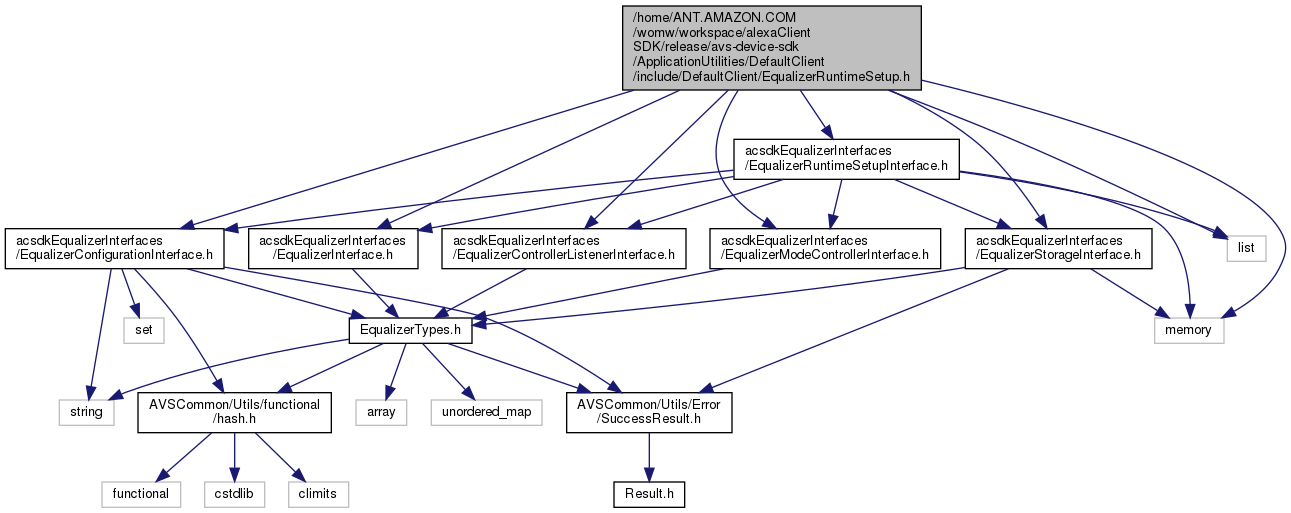 /home/ANT.AMAZON.COM
/womw/workspace/alexaClient
SDK/release/avs-device-sdk
/ApplicationUtilities/DefaultClient
/include/DefaultClient/EqualizerRuntimeSetup.h
acsdkEqualizerInterfaces
/EqualizerRuntimeSetupInterface.h
acsdkEqualizerInterfaces
/EqualizerConfigurationInterface.h
acsdkEqualizerInterfaces
/EqualizerInterface.h
acsdkEqualizerInterfaces
/EqualizerControllerListenerInterface.h
acsdkEqualizerInterfaces
/EqualizerModeControllerInterface.h
acsdkEqualizerInterfaces
/EqualizerStorageInterface.h
list
set
EqualizerTypes.h
memory
string
AVSCommon/Utils/functional
/hash.h
array
unordered_map
AVSCommon/Utils/Error
/SuccessResult.h
functional
cstdlib
climits
Result.h